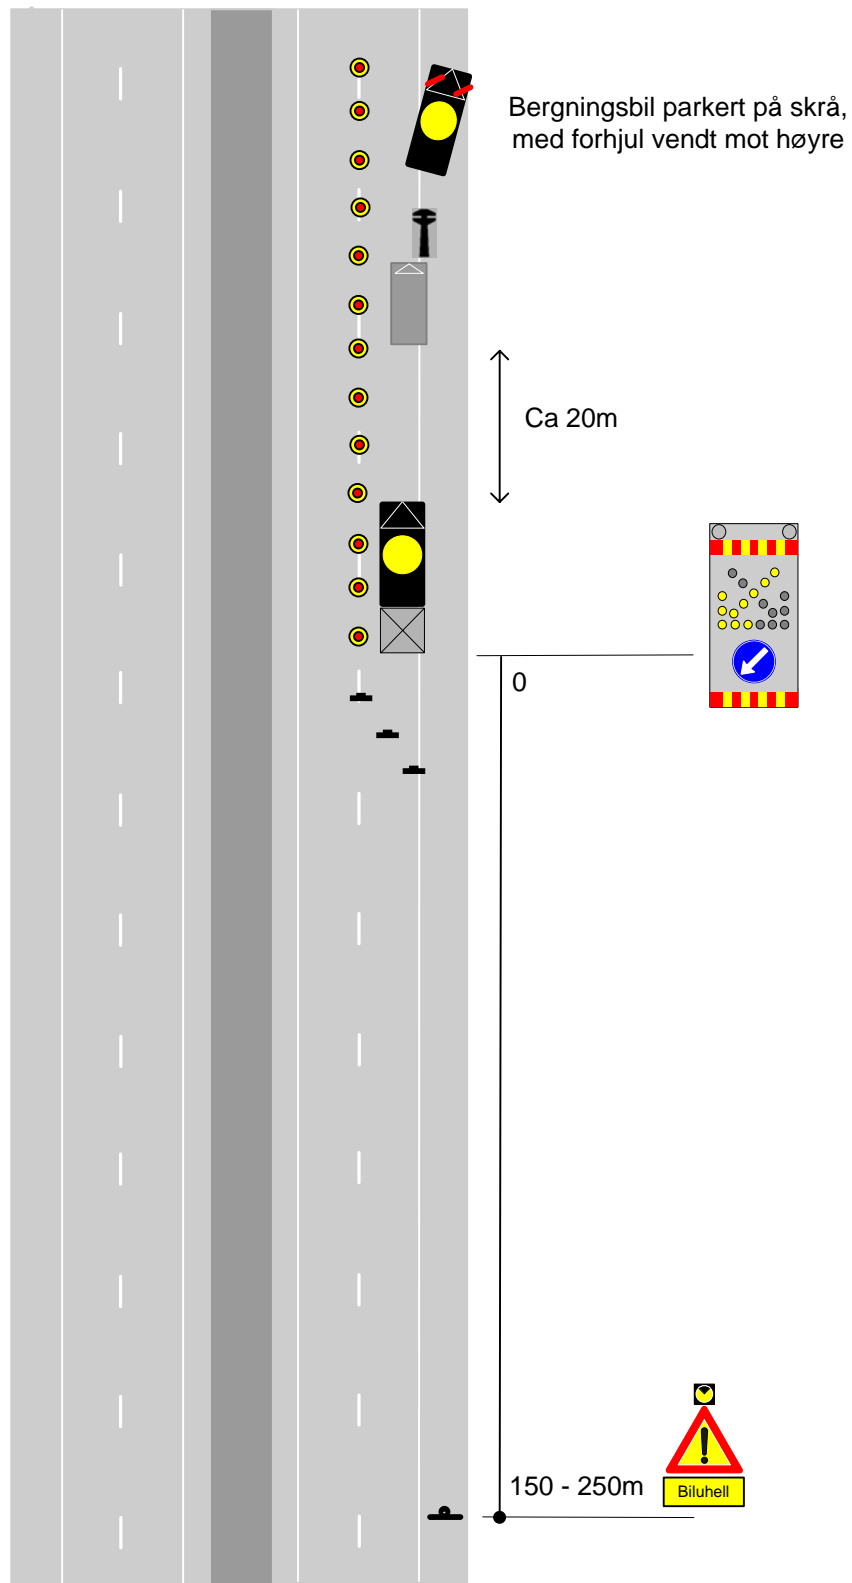 Bergningsbil parkert på skrå,
med forhjul vendt mot høyre
Ca 20m
0
150 - 250m
Biluhell